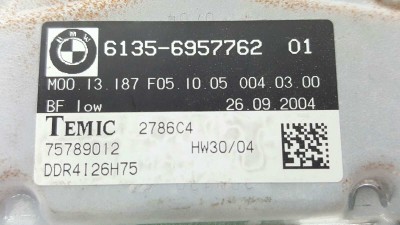 BMW
6135-6957762 01
M00.13.187 F05.10.05 004.03.00
BF low 26.09.2004
TEMIC 2786C4
75789012 HW30/04
DDR4126H75